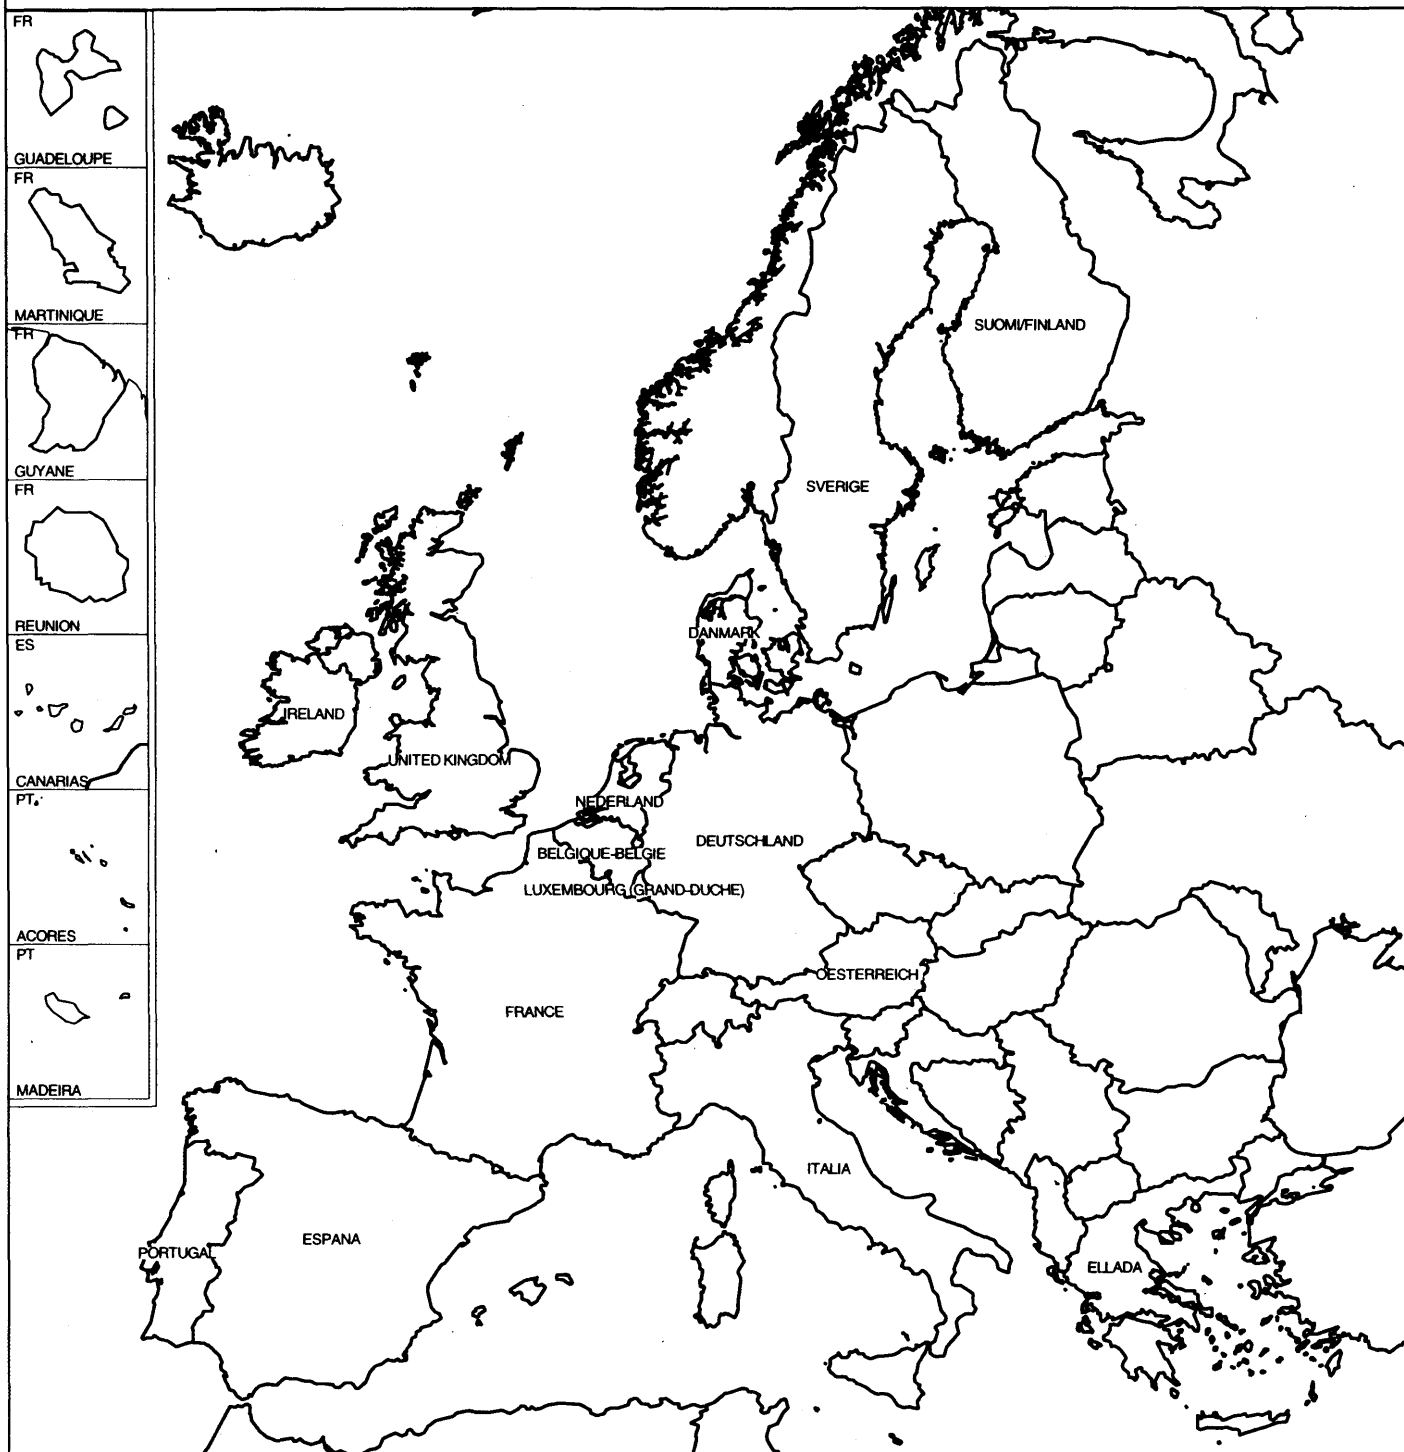 FR
GUADELOUPE
FR
MARTINIQUE
FR
GUYANE
FR
REUNION
ES
CANARIAS
PT
ACORES
PT
MADEIRA
SUOMI/FINLAND
SVERIGE
DANMARK
IRELAND
UNITED KINGDOM
NEDERLAND
DEUTSCHLAND
BELGIQUE-BELGIE
LUXEMBOURG (GRAND-DUCHE)
OESTERREICH
FRANCE
ITALIA
ESPANA
PORTUGAL
ELLADA